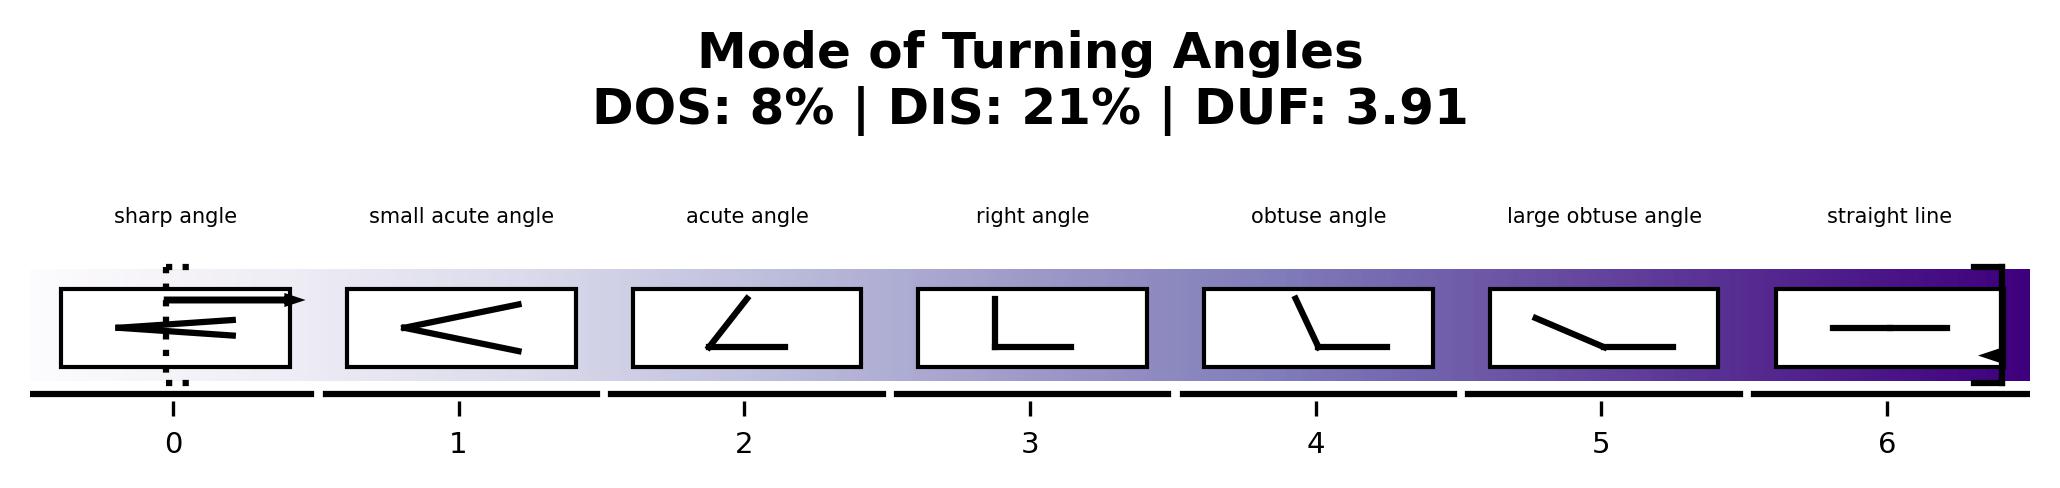 Mode of Turning Angles
DOS: 8% | DIS: 21% | DUF: 3.91
sharp angle small acute angle acute angle right angle obtuse angle large obtuse angle straight line
0 1 2 3 4 5 6